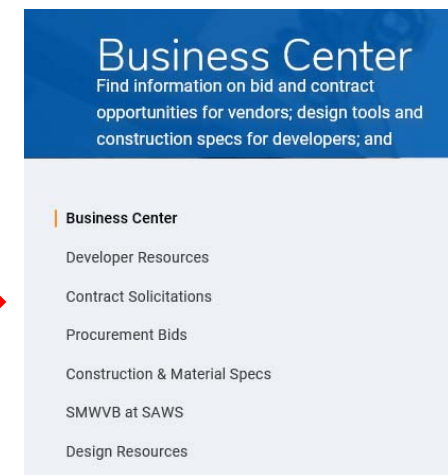 Business Center
Find information on bid and contract
opportunities for vendors; design tools and
construction specs for developers; and
Business Center
Developer Resources
Contract Solicitations
Procurement Bids
Construction & Material Specs
SMWVB at SAWS
Design Resources